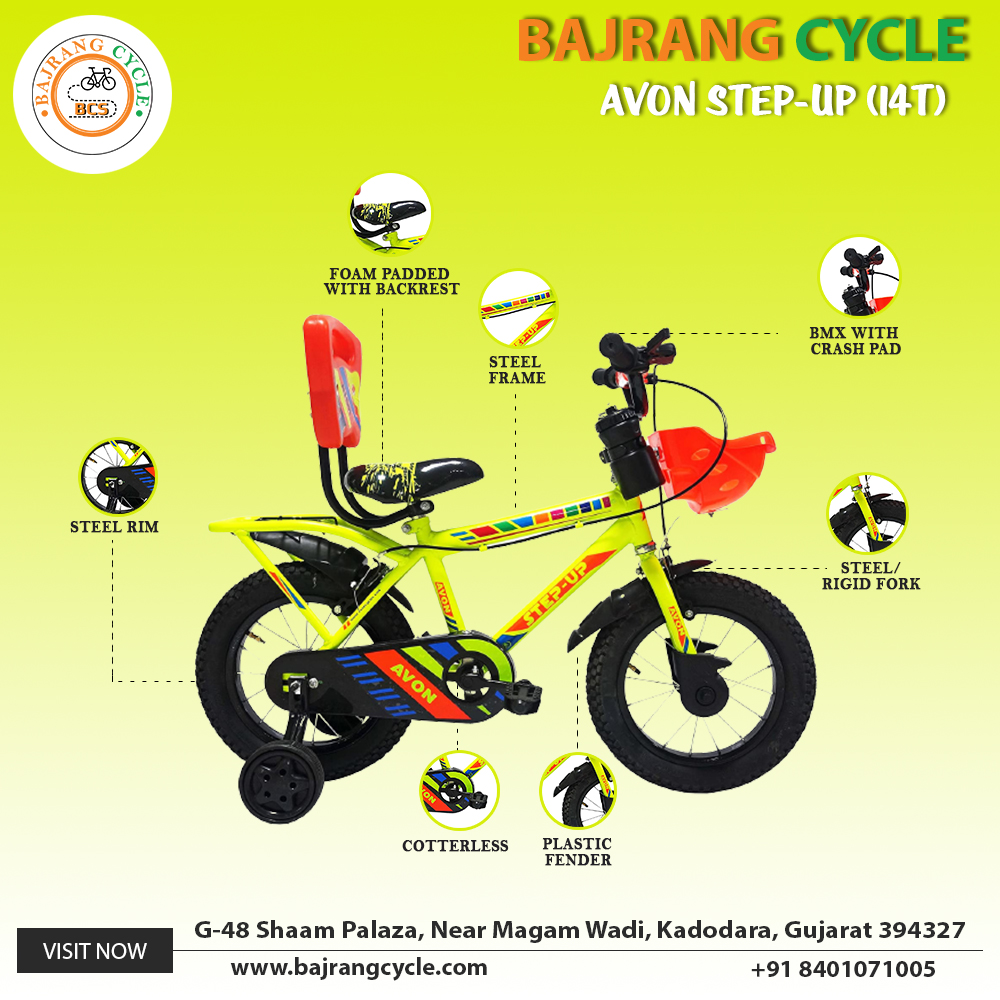 BAJRANG CYCLE
BCS
BAJRANG CYCLE
AVON STEP-UP (14T)
FOAM PADDED
WITH BACKREST
STEEL
FRAME
BMX WITH
CRASH PAD
STEEL RIM
STEEL/
RIGID FORK
STEP-UP
AVON
AVON
AVON
COTTERLESS
PLASTIC
FENDER
VISIT NOW
G-48 Shaam Palaza, Near Magam Wadi, Kadodara, Gujarat 394327
www.bajrangcycle.com
+91 8401071005